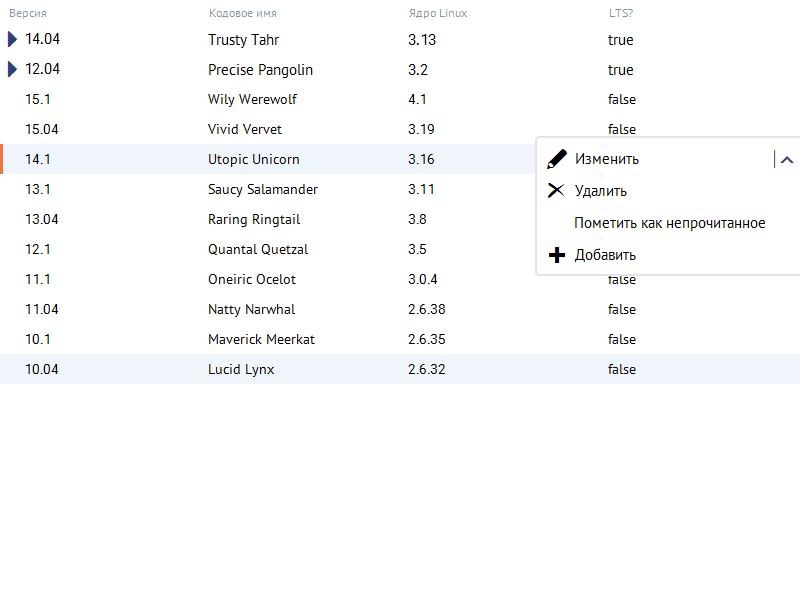 Версия Кодовое имя Ядро Linux LTS?
14.04 Trusty Tahr 3.13 true
12.04 Precise Pangolin 3.2 true
15.1 Wily Werewolf 4.1 false
15.04 Vivid Vervet 3.19 false
14.1 Utopic Unicorn 3.16 Изменить
13.1 Saucy Salamander 3.11 Удалить
13.04 Raring Ringtail 3.8 Пометить как непрочитанное
12.1 Quantal Quetzal 3.5 Добавить
11.1 Oneiric Ocelot 3.0.4 false
11.04 Natty Narwhal 2.6.38 false
10.1 Maverick Meerkat 2.6.35 false
10.04 Lucid Lynx 2.6.32 false